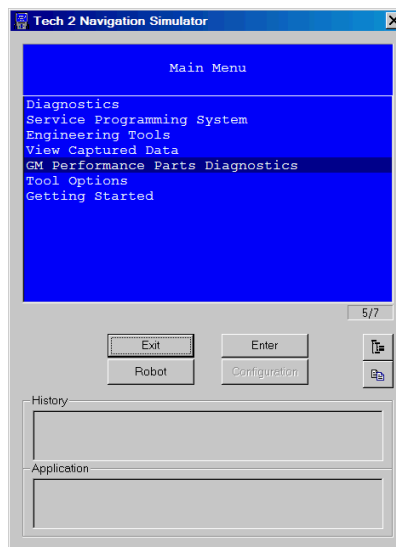 Tech 2 Navigation Simulator
Main Menu
Diagnostics
Service Programming System
Engineering Tools
View Captured Data
GM Performance Parts Diagnostics
Tool Options
Getting Started
5/7
Exit
Enter
Robot
Configuration
History
Application